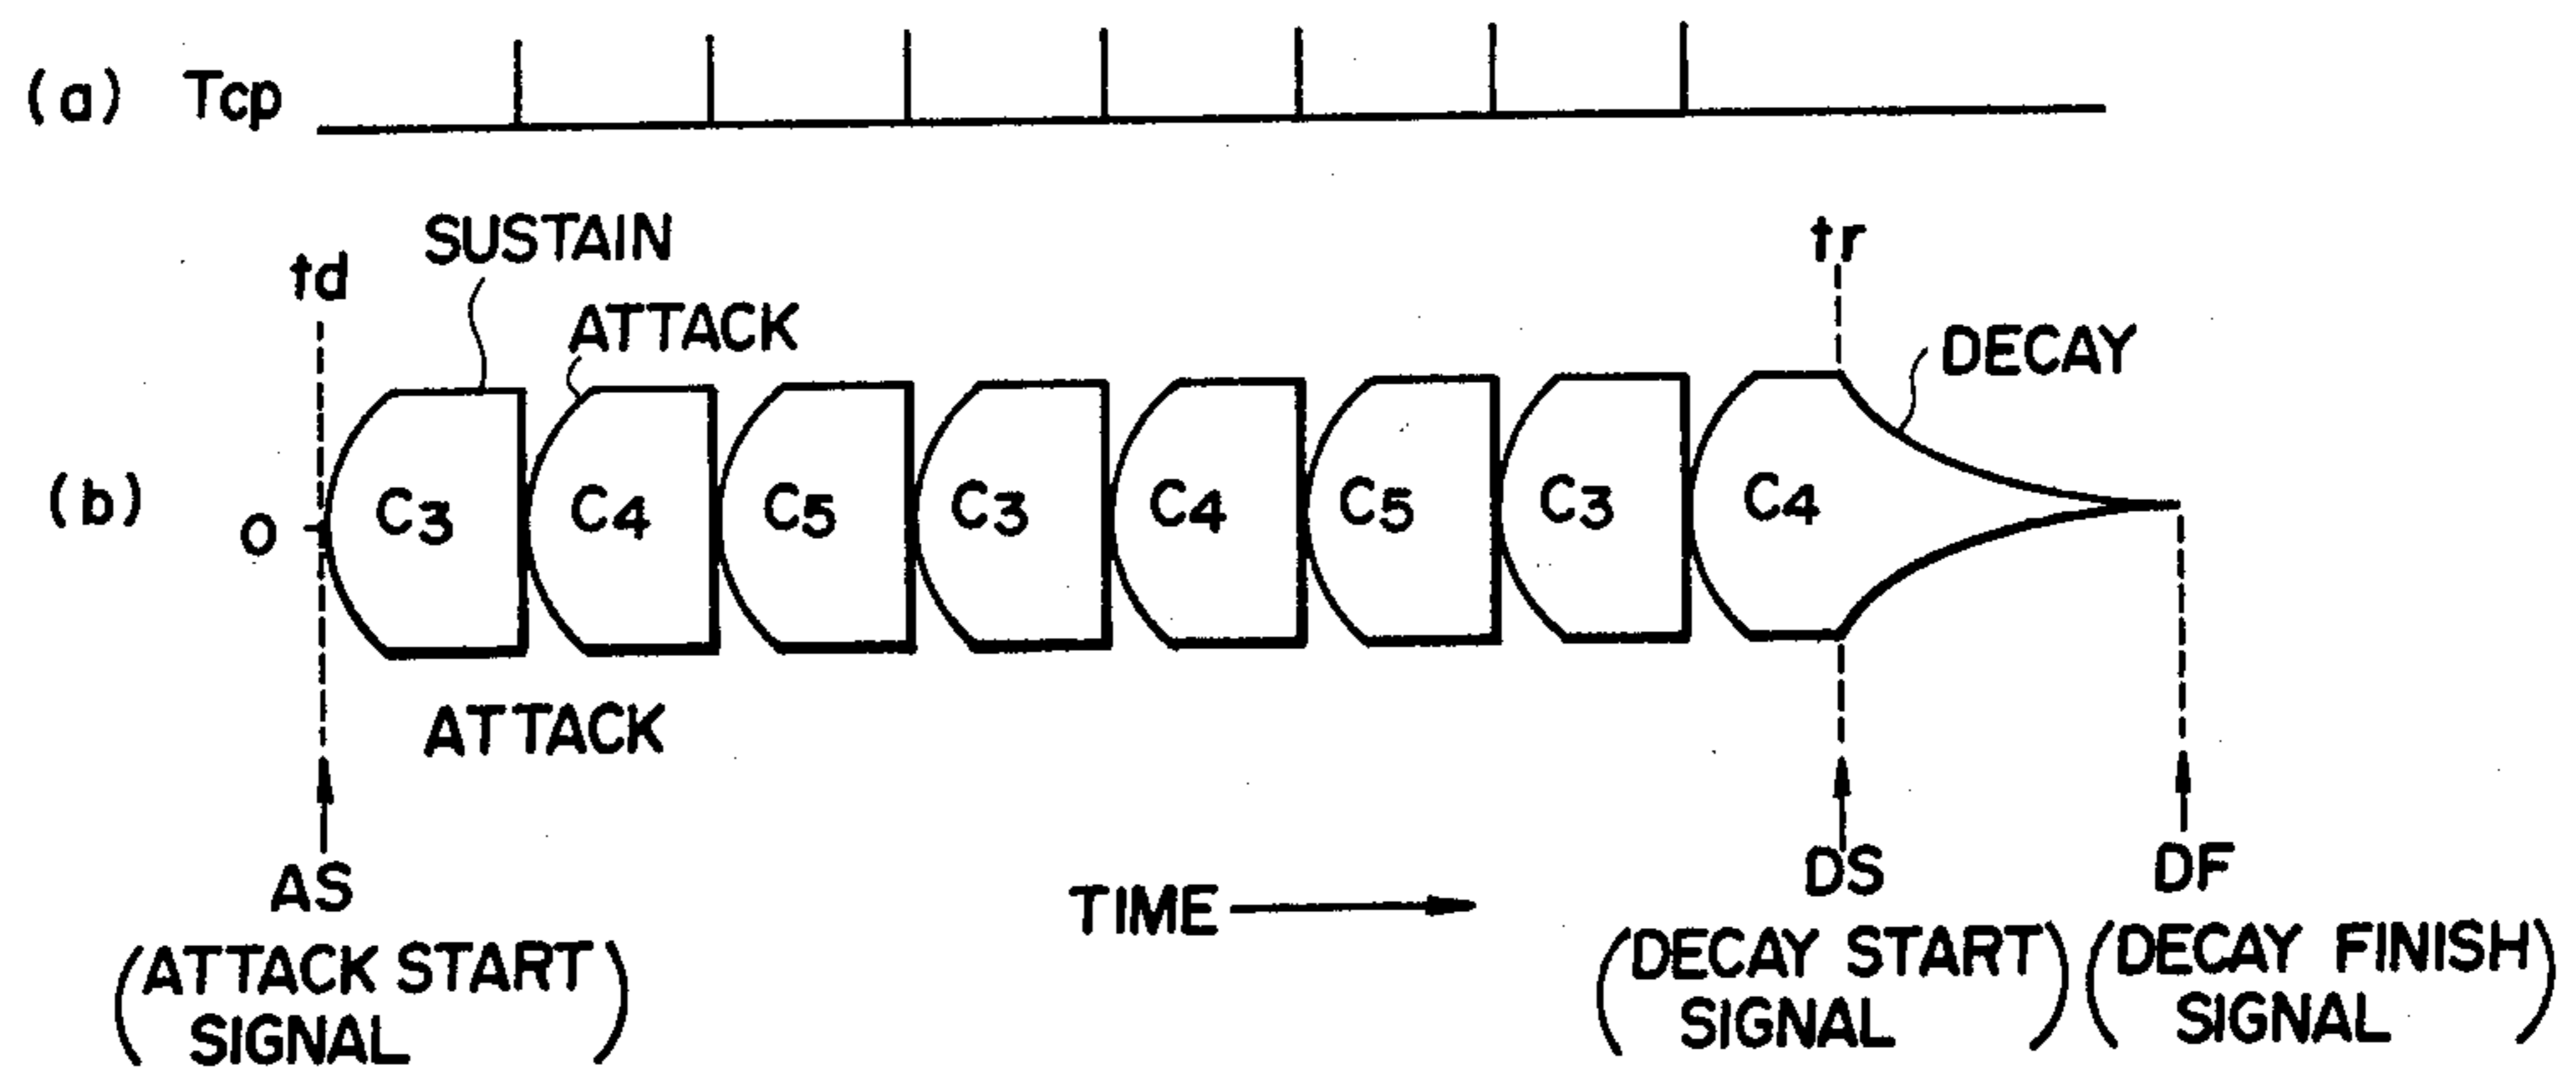 (a) Tcp
SUSTAIN
td
tr
ATTACK
DECAY
(b)
O
C3 C4 C5 C3 C4 C5 C3 C4
ATTACK
AS
TIME
DS
DF
(ATTACK START
SIGNAL)
(DECAY START
SIGNAL)
(DECAY FINISH
SIGNAL)